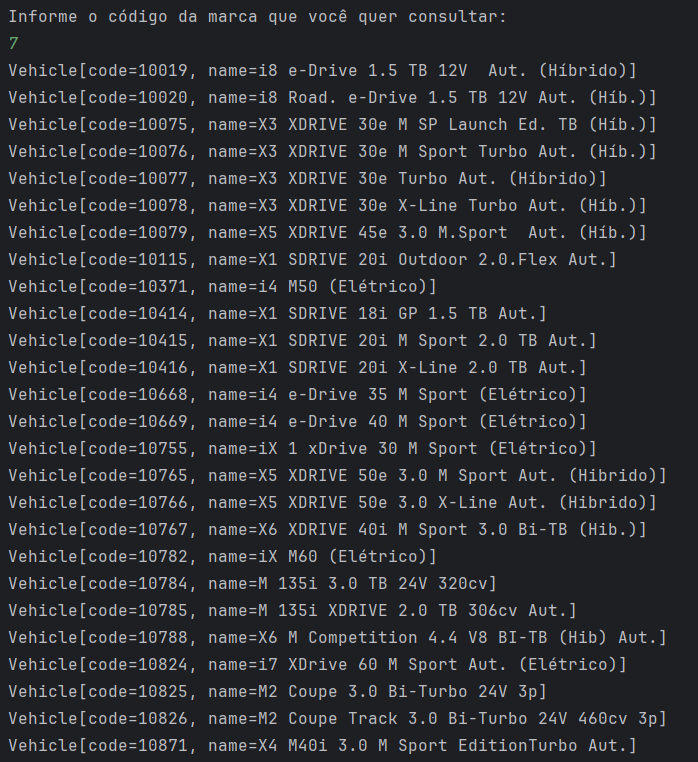 Informe o código da marca que você quer consultar:
7
Vehicle[code=10019, name=i8 e-Drive 1.5 TB 12V  Aut. (Híbrido)]
Vehicle[code=10020, name=i8 Road. e-Drive 1.5 TB 12V Aut. (Híb.)]
Vehicle[code=10075, name=X3 XDRIVE 30e M SP Launch Ed. TB (Híb.)]
Vehicle[code=10076, name=X3 XDRIVE 30e M Sport Turbo Aut. (Híb.)]
Vehicle[code=10077, name=X3 XDRIVE 30e Turbo Aut. (Híbrido)]
Vehicle[code=10078, name=X3 XDRIVE 30e X-Line Turbo Aut. (Híb.)]
Vehicle[code=10079, name=X5 XDRIVE 45e 3.0 M.Sport  Aut. (Híb.)]
Vehicle[code=10115, name=X1 SDRIVE 20i Outdoor 2.0.Flex Aut.]
Vehicle[code=10371, name=i4 M50 (Elétrico)]
Vehicle[code=10414, name=X1 SDRIVE 18i GP 1.5 TB Aut.]
Vehicle[code=10415, name=X1 SDRIVE 20i M Sport 2.0 TB Aut.]
Vehicle[code=10416, name=X1 SDRIVE 20i X-Line 2.0 TB Aut.]
Vehicle[code=10668, name=i4 e-Drive 35 M Sport (Elétrico)]
Vehicle[code=10669, name=i4 e-Drive 40 M Sport (Elétrico)]
Vehicle[code=10755, name=iX 1 xDrive 30 M Sport (Elétrico)]
Vehicle[code=10765, name=X5 XDRIVE 50e 3.0 M Sport Aut. (Hibrido)]
Vehicle[code=10766, name=X5 XDRIVE 50e 3.0 X-Line Aut. (Hibrido)]
Vehicle[code=10767, name=X6 XDRIVE 40i M Sport 3.0 Bi-TB (Hib.)]
Vehicle[code=10782, name=iX M60 (Elétrico)]
Vehicle[code=10784, name=M 135i 3.0 TB 24V 320cv]
Vehicle[code=10785, name=M 135i XDRIVE 2.0 TB 306cv Aut.]
Vehicle[code=10788, name=X6 M Competition 4.4 V8 BI-TB (Hib) Aut.]
Vehicle[code=10824, name=i7 XDrive 60 M Sport Aut. (Elétrico)]
Vehicle[code=10825, name=M2 Coupe 3.0 Bi-Turbo 24V 3p]
Vehicle[code=10826, name=M2 Coupe Track 3.0 Bi-Turbo 24V 460cv 3p]
Vehicle[code=10871, name=X4 M40i 3.0 M Sport EditionTurbo Aut.]